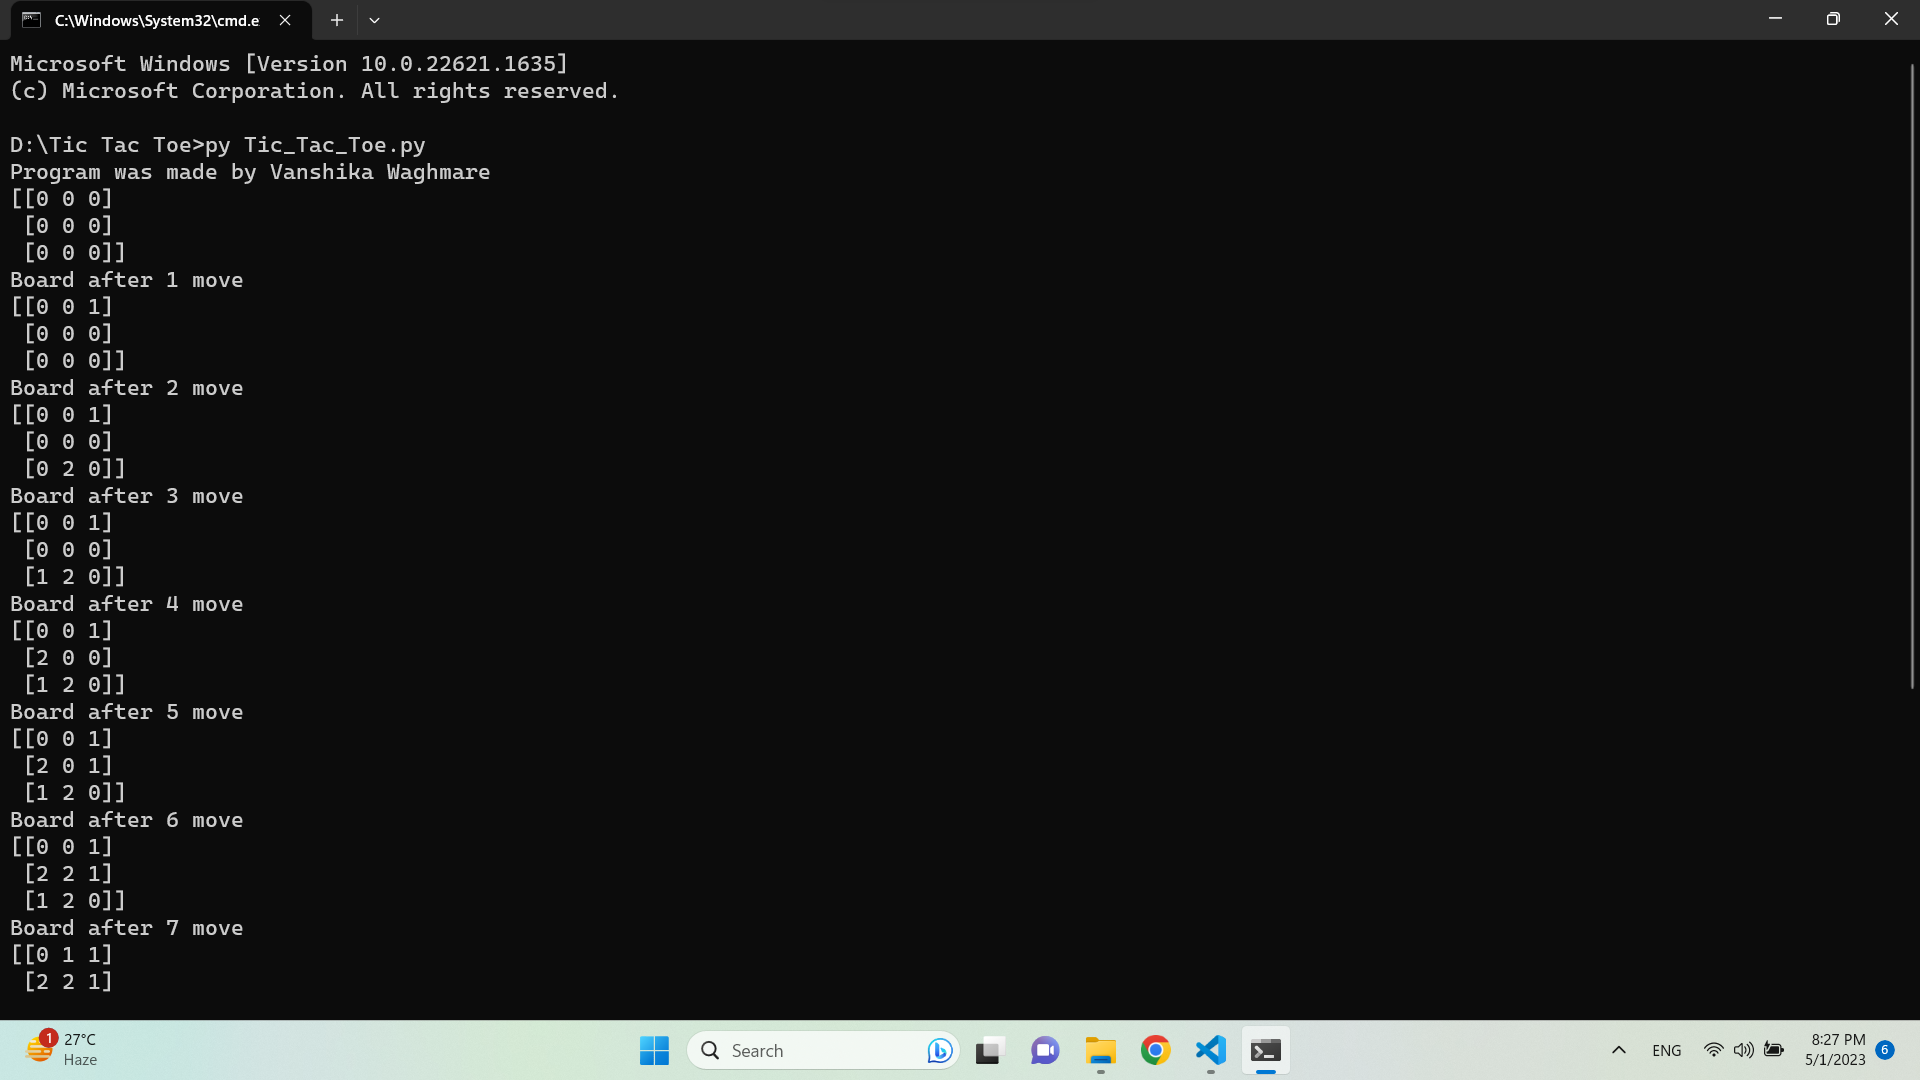 C:\Windows\System32\cmd.e
Microsoft Windows [Version 10.0.22621.1635]
(c) Microsoft Corporation. All rights reserved.
D:\Tic Tac Toe>py Tic_Tac_Toe.py
Program was made by Vanshika Waghmare
[[0 0 0]
 [0 0 0]
 [0 0 0]]
Board after 1 move
[[0 0 1]
 [0 0 0]
 [0 0 0]]
Board after 2 move
[[0 0 1]
 [0 0 0]
 [0 2 0]]
Board after 3 move
[[0 0 1]
 [0 0 0]
 [1 2 0]]
Board after 4 move
[[0 0 1]
 [2 0 0]
 [1 2 0]]
Board after 5 move
[[0 0 1]
 [2 0 1]
 [1 2 0]]
Board after 6 move
[[0 0 1]
 [2 2 1]
 [1 2 0]]
Board after 7 move
[[0 1 1]
 [2 2 1]
1
27°C
Haze
Search
ENG
8:27 PM
5/1/2023
6